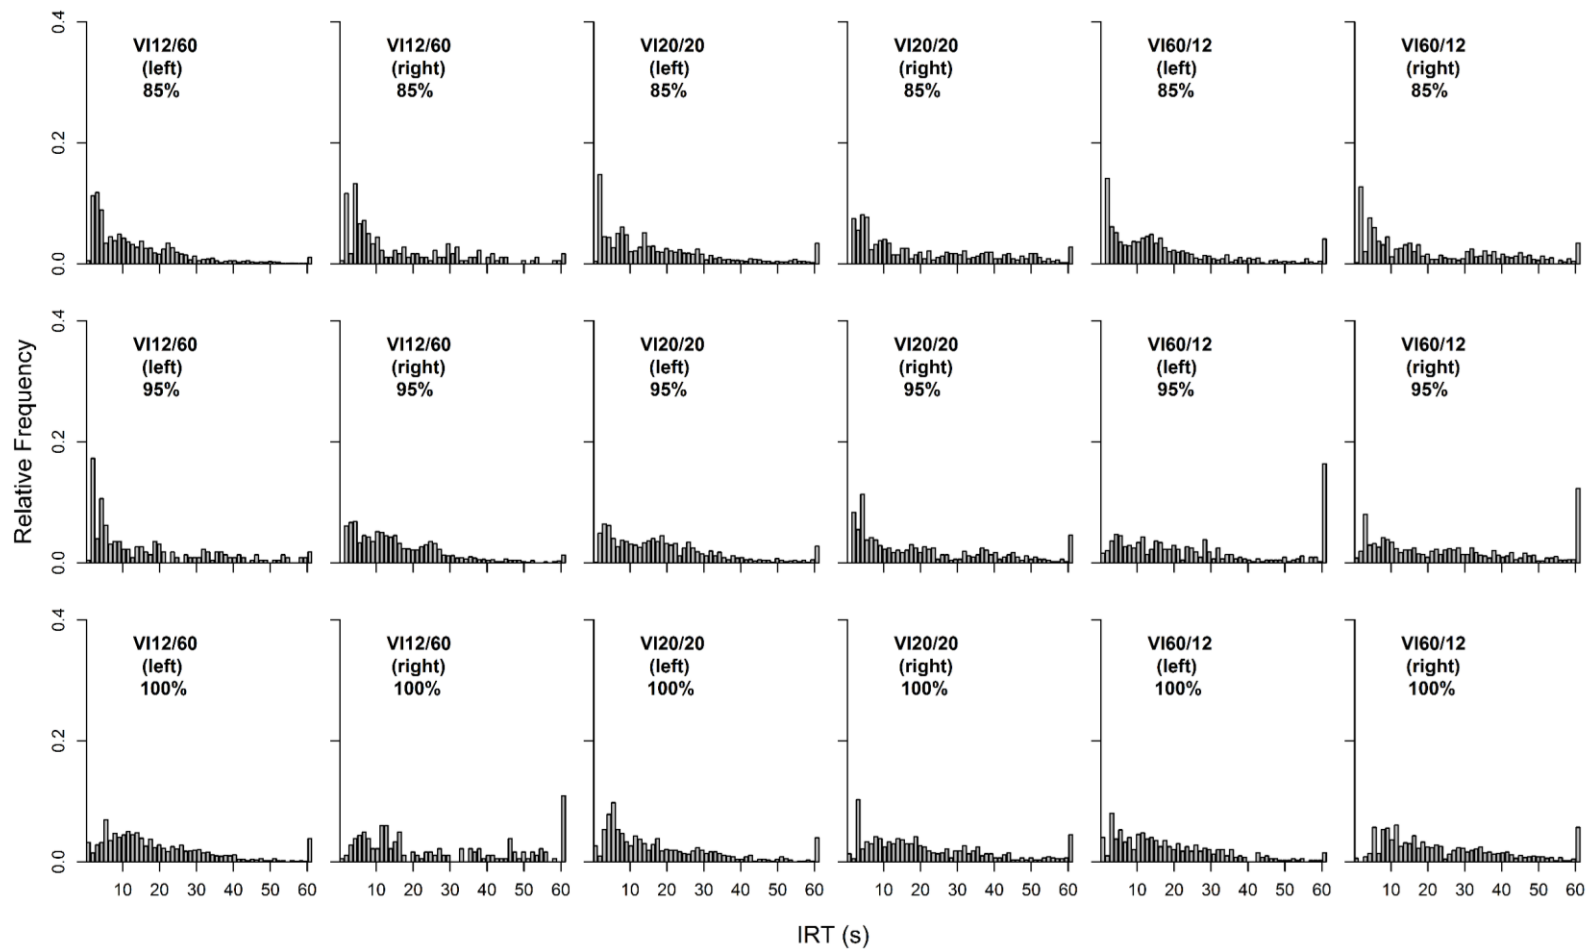 0.4
VI12/60
(left)
85%
VI12/60
(right)
85%
VI20/20
(left)
85%
VI20/20
(right)
85%
VI60/12
(left)
85%
VI60/12
(right)
85%
0.2
0.0
10 20 30 40 50 60
10 20 30 40 50 60
10 20 30 40 50 60
10 20 30 40 50 60
10 20 30 40 50 60
10 20 30 40 50 60
Relative Frequency
0.4
VI12/60
(left)
95%
VI12/60
(right)
95%
VI20/20
(left)
95%
VI20/20
(right)
95%
VI60/12
(left)
95%
VI60/12
(right)
95%
0.2
0.0
0.4
VI12/60
(left)
100%
VI12/60
(right)
100%
VI20/20
(left)
100%
VI20/20
(right)
100%
VI60/12
(left)
100%
VI60/12
(right)
100%
0.2
0.0
IRT (s)